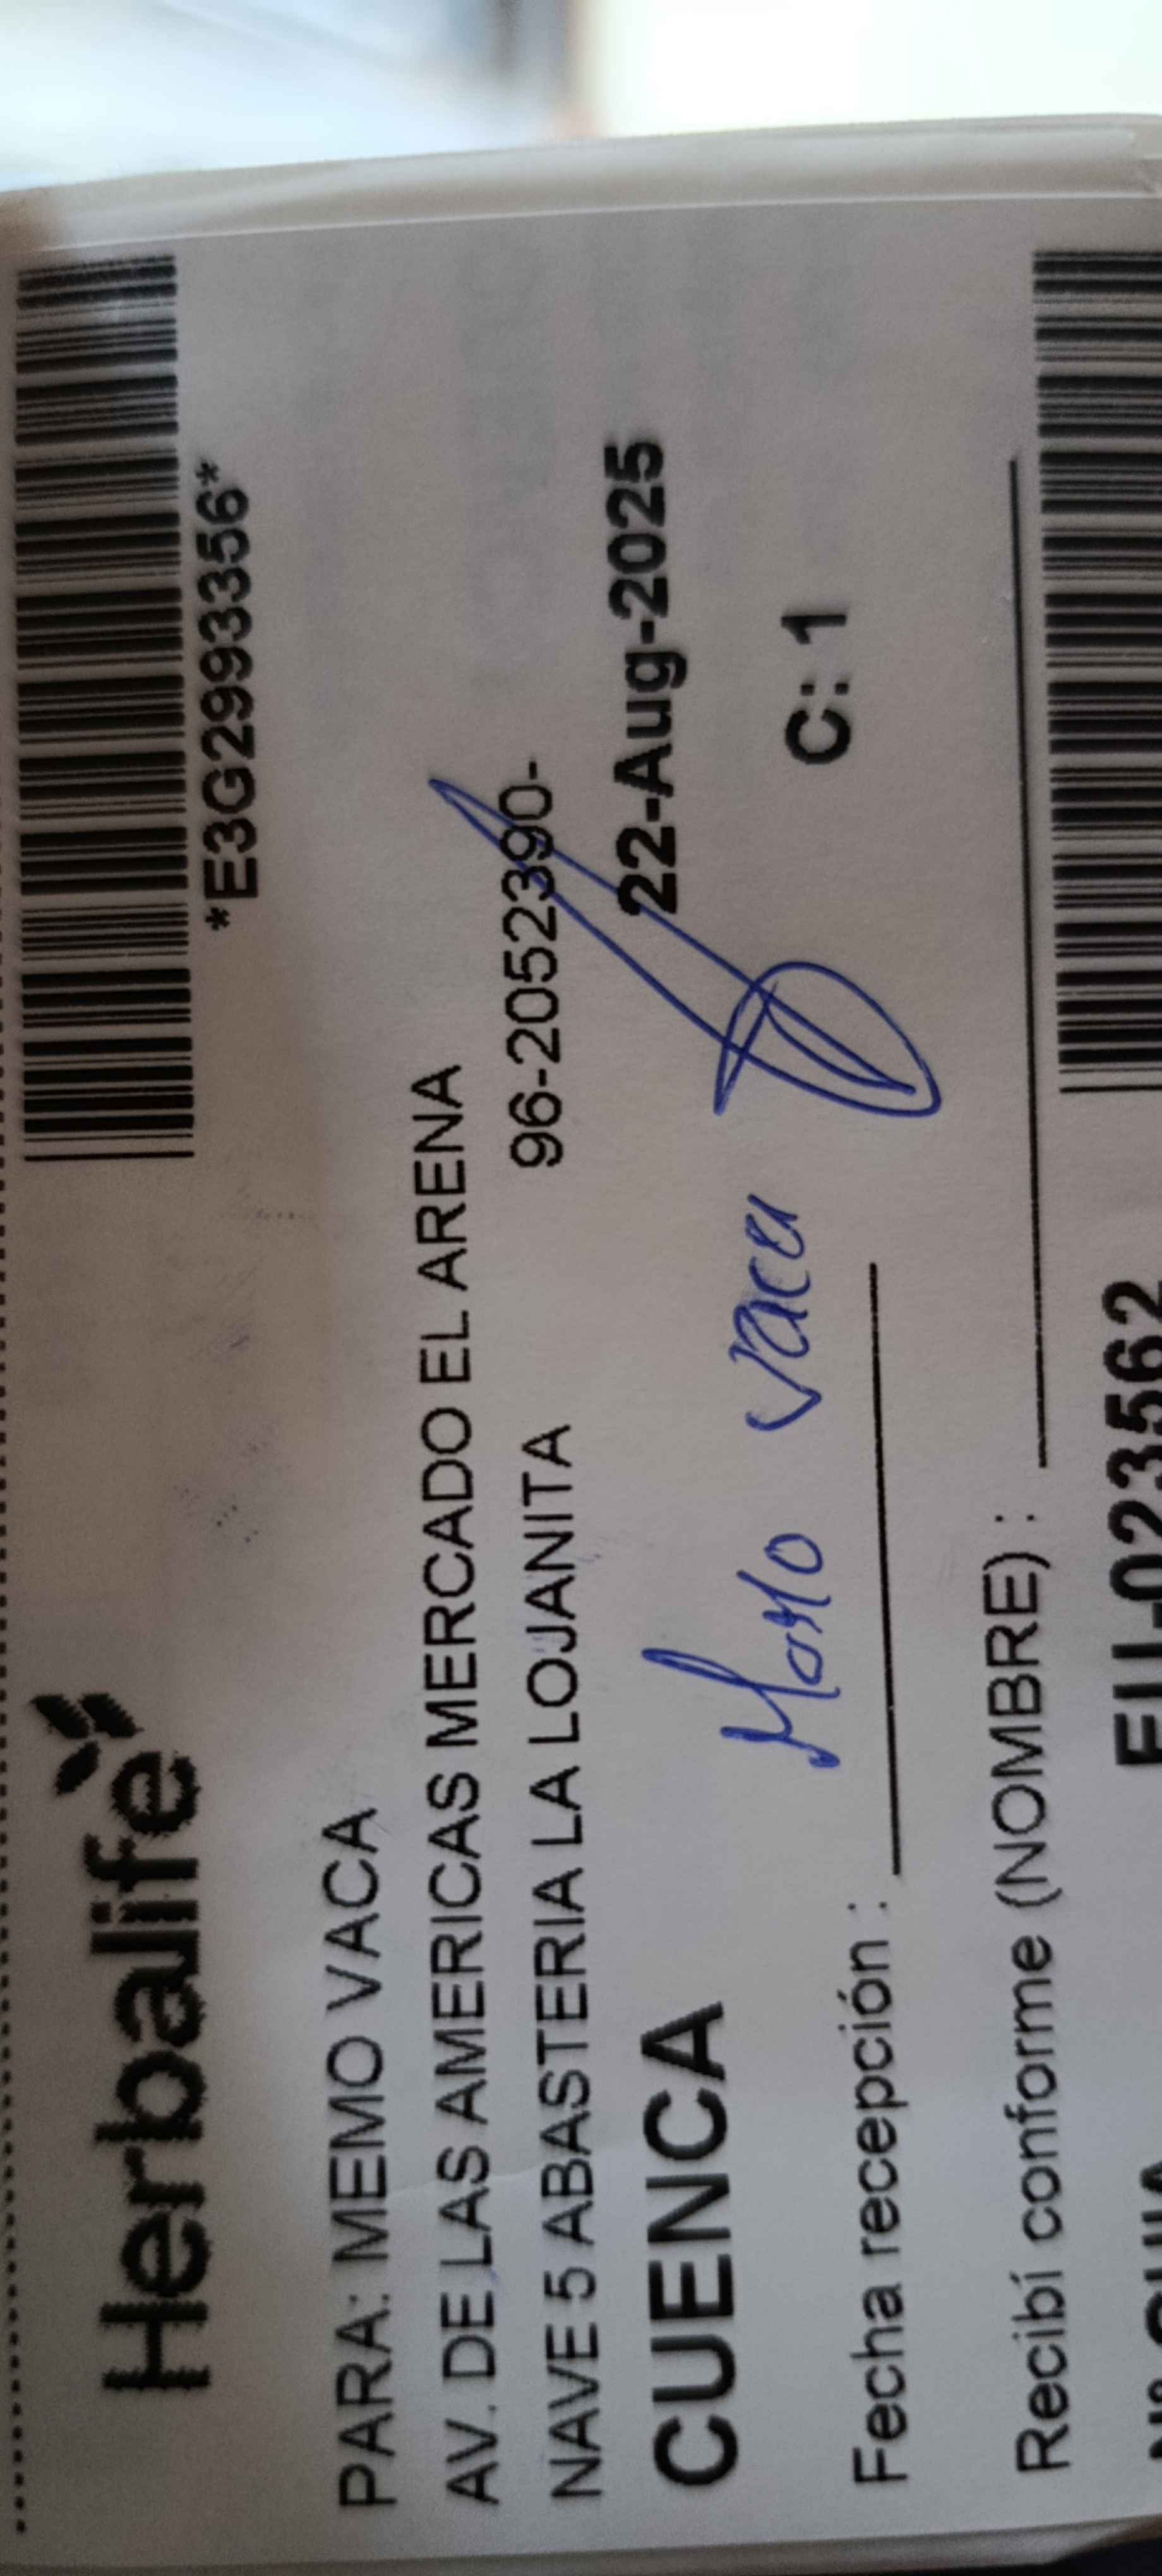 Herbalife
*E3G2993356*
PARA: MEMO VACA
AV. DE LAS AMERICAS MERCADO EL ARENA
NAVE 5 ABASTERIA LA LOJANITA 96-2052390-
CUENCA 22-Aug-2025
vaca
C: 1
Fecha recepción :
Recibí conforme (NOMBRE) :